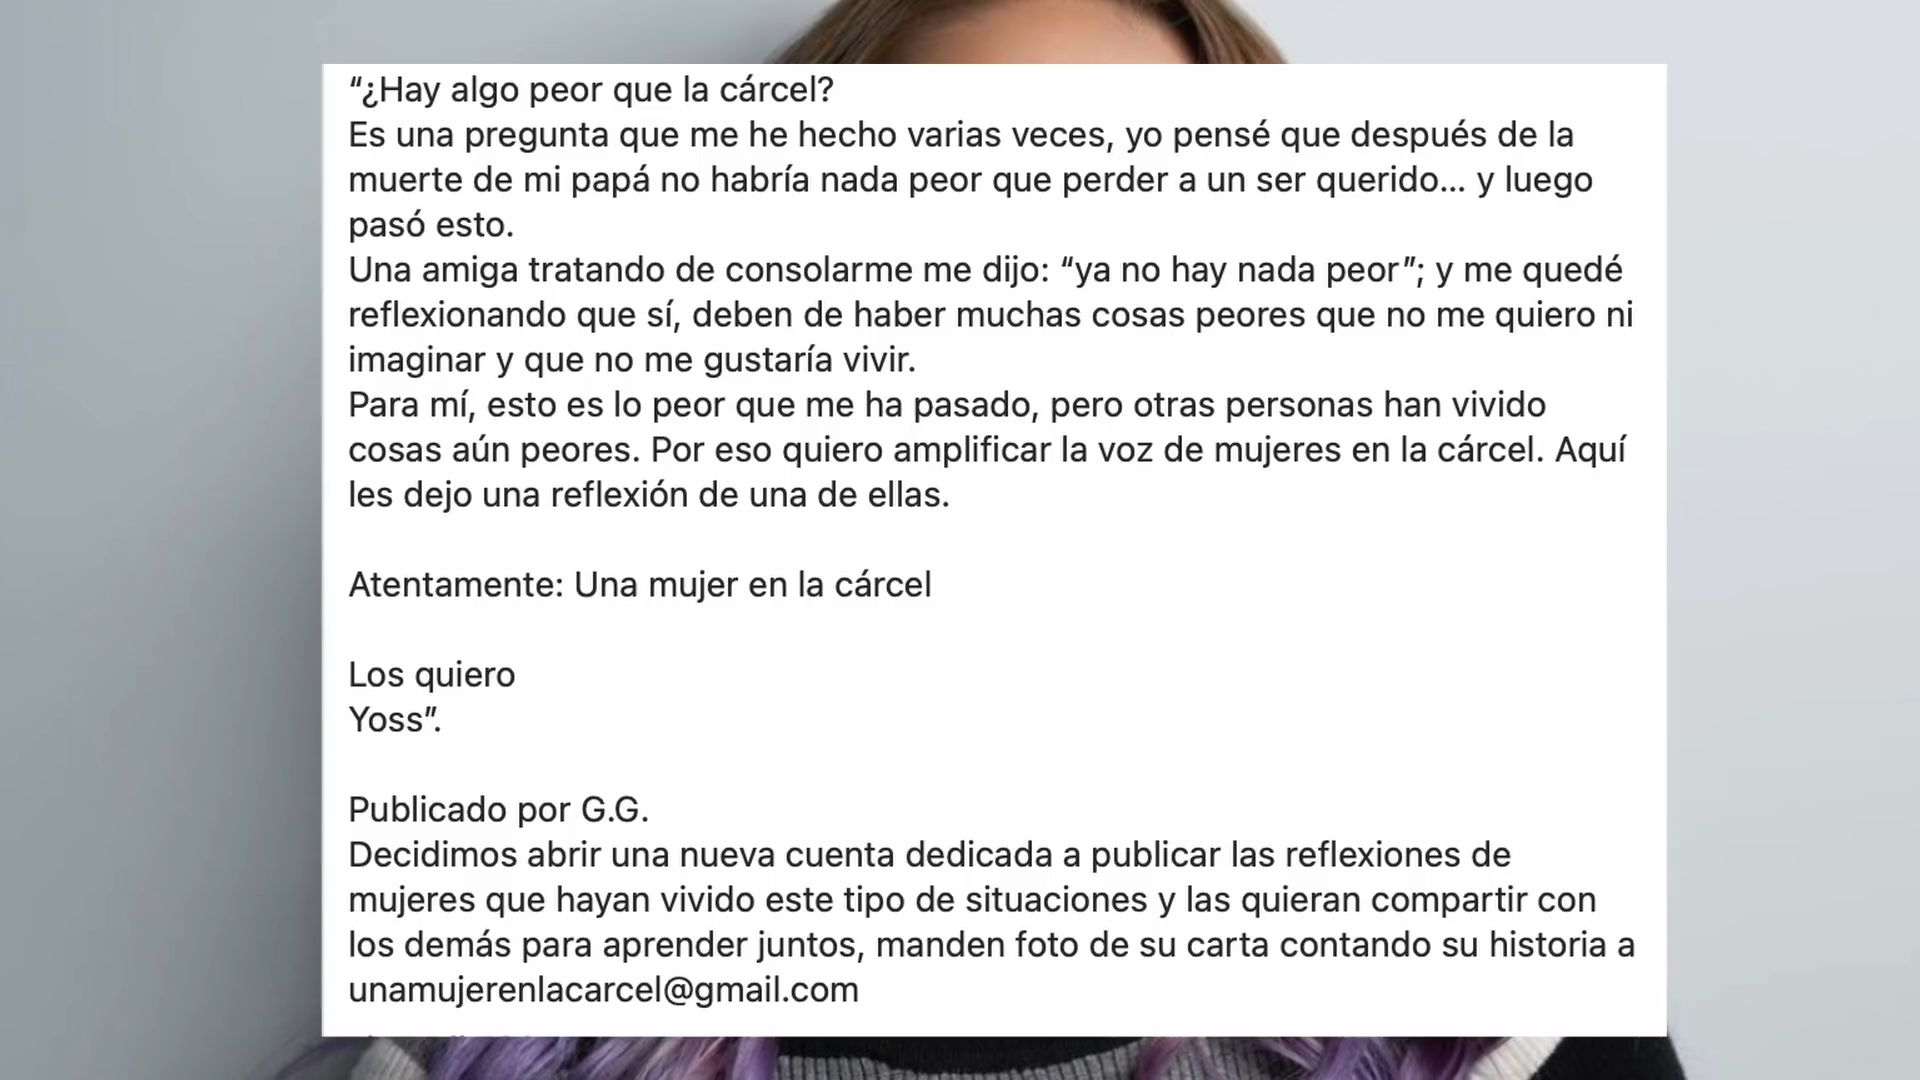 “¿Hay algo peor que la cárcel?
Es una pregunta que me he hecho varias veces, yo pensé que después de la
muerte de mi papá no habría nada peor que perder a un ser querido... y luego
pasó esto.
Una amiga tratando de consolarme me dijo: “ya no hay nada peor”; y me quedé
reflexionando que sí, deben de haber muchas cosas peores que no me quiero ni
imaginar y que no me gustaría vivir.
Para mí, esto es lo peor que me ha pasado, pero otras personas han vivido
cosas aún peores. Por eso quiero amplificar la voz de mujeres en la cárcel. Aquí
les dejo una reflexión de una de ellas.
Atentamente: Una mujer en la cárcel
Los quiero
Yoss”.
Publicado por G.G.
Decidimos abrir una nueva cuenta dedicada a publicar las reflexiones de
mujeres que hayan vivido este tipo de situaciones y las quieran compartir con
los demás para aprender juntos, manden foto de su carta contando su historia a
unamujerenlacarcel@gmail.com